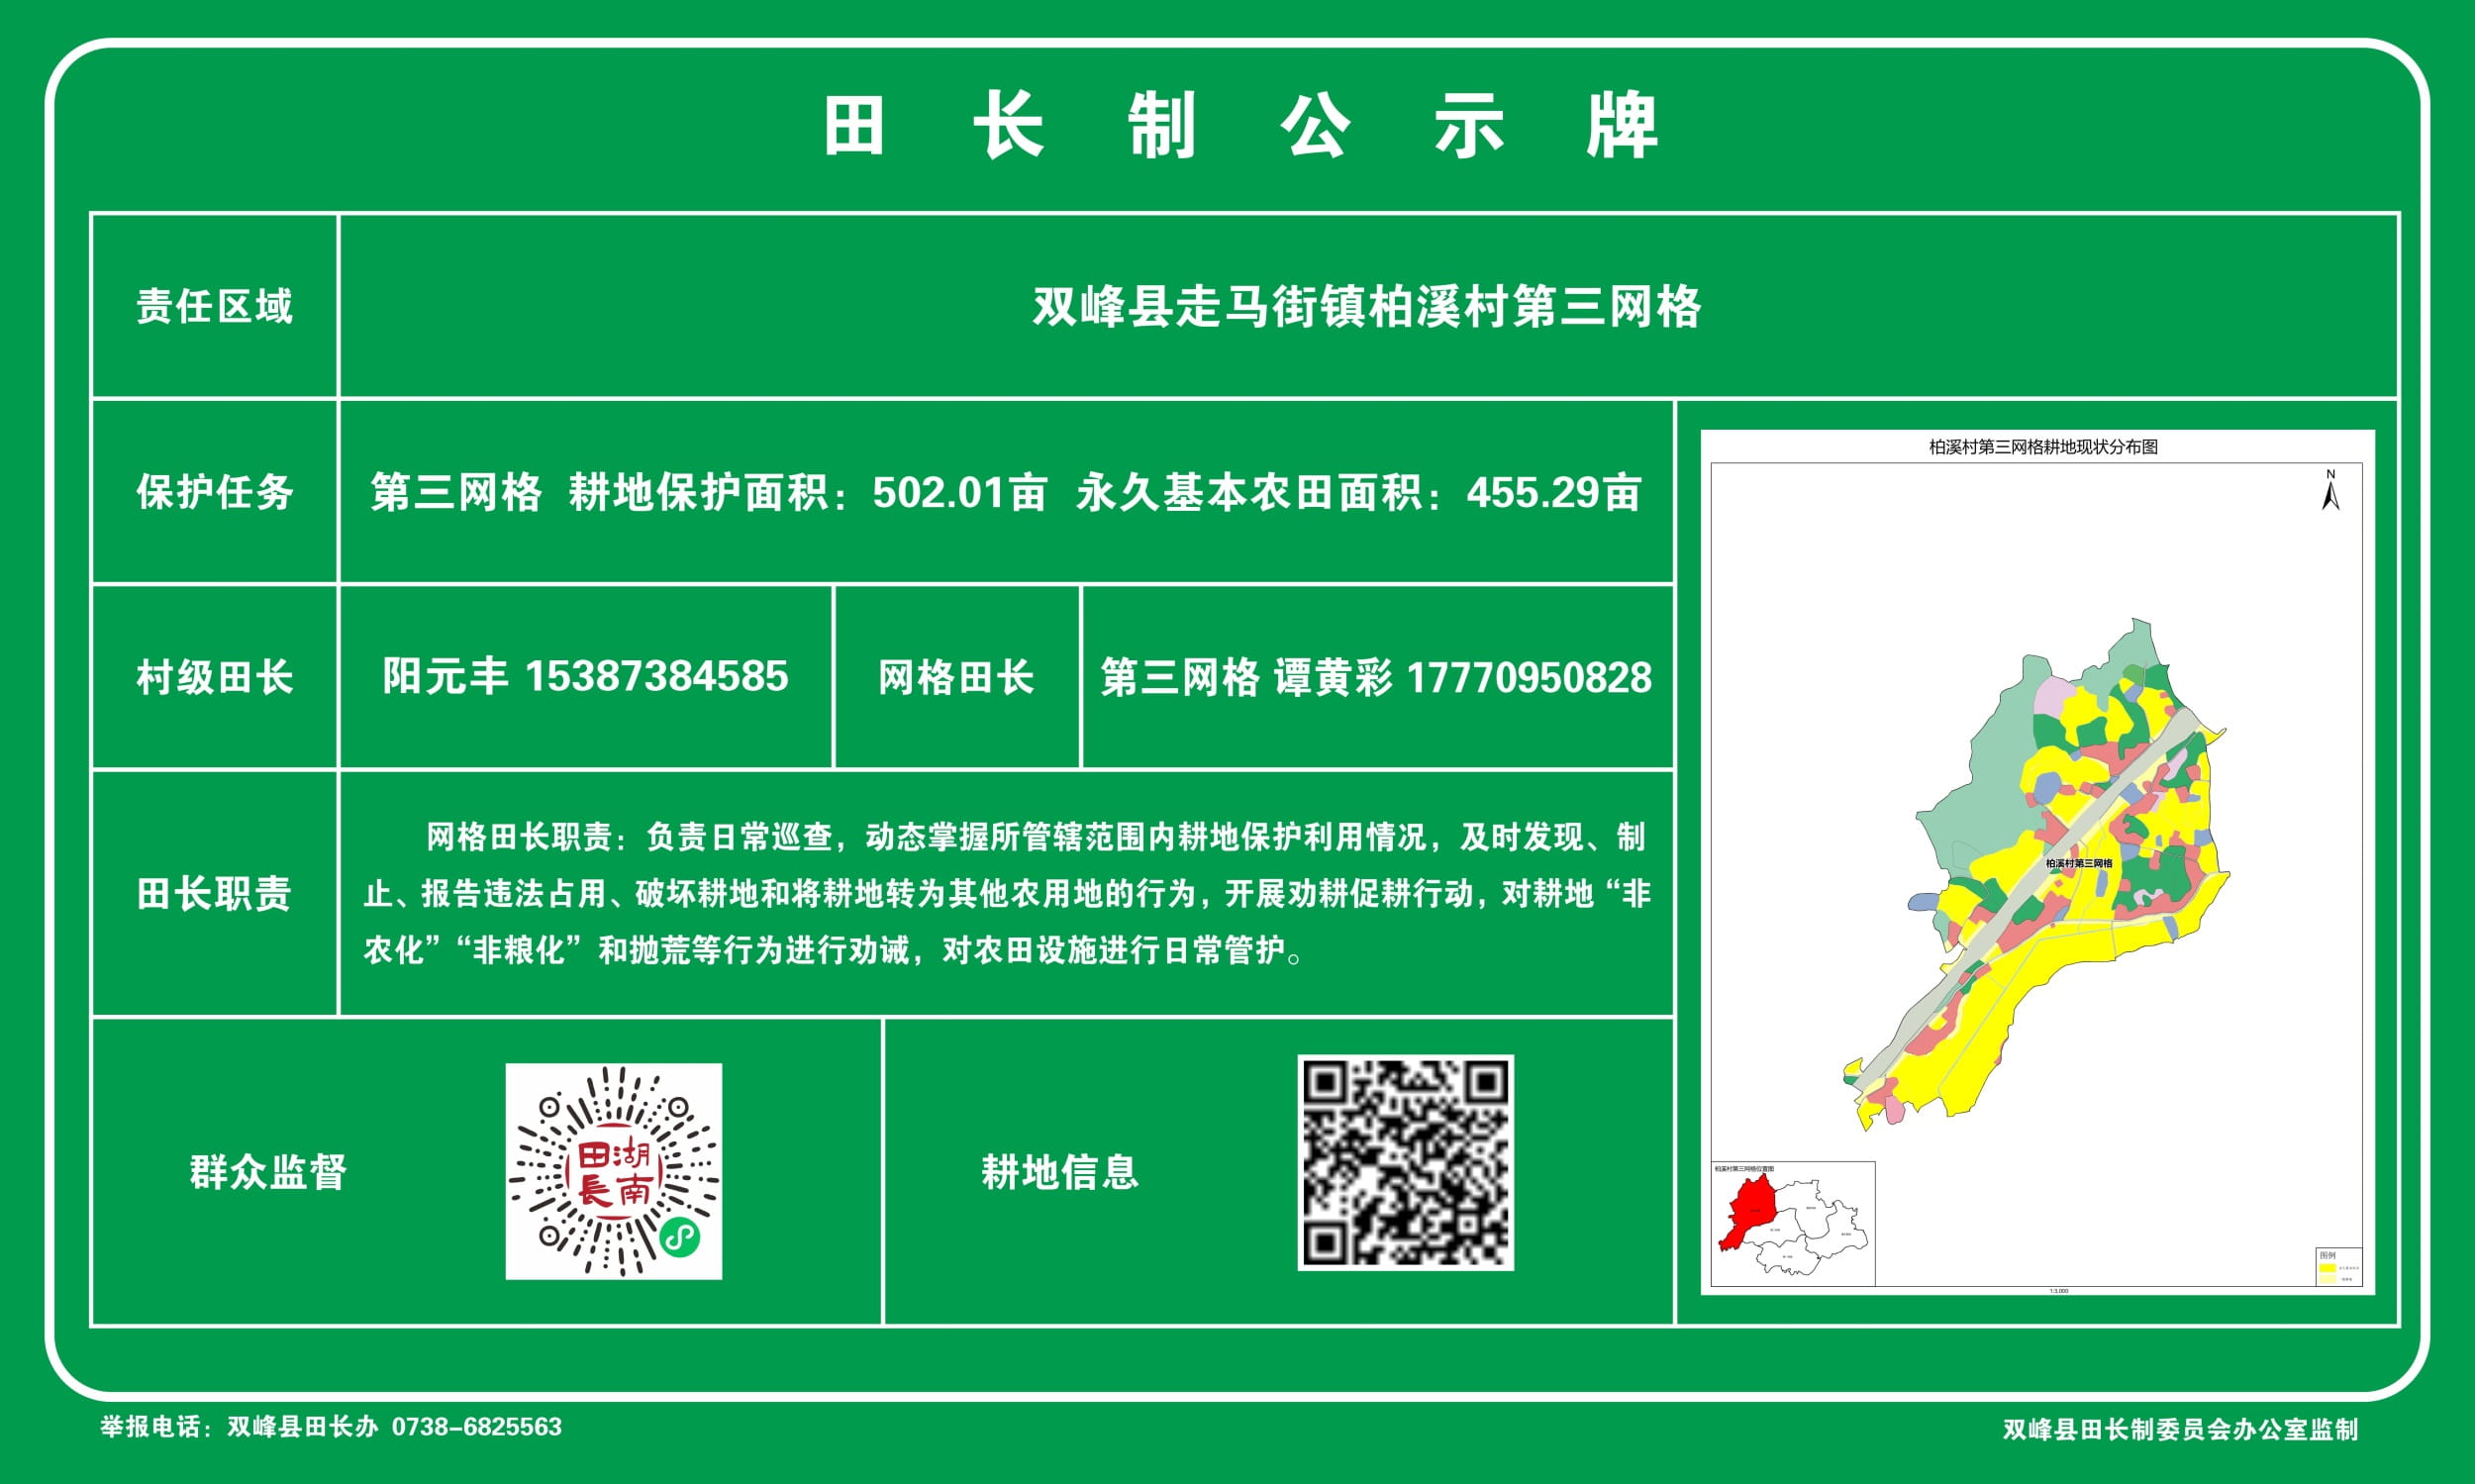 田长制公示牌
责任区域
双峰县走马街镇柏溪村第三网格
保护任务
第三网格 耕地保护面积：502.01亩 永久基本农田面积：455.29亩
村级田长
阳元丰 15387384585
网格田长
第三网格 谭黄彩 17770950828
田长职责
网格田长职责：负责日常巡查，动态掌握所管辖范围内耕地保护利用情况，及时发现、制
止、报告违法占用、破坏耕地和将耕地转为其他农用地的行为，开展劝耕促耕行动，对耕地“非
农化”“非粮化”和抛荒等行为进行劝诫，对农田设施进行日常管护。
群众监督
湖南
田長
耕地信息
柏溪村第三网格耕地现状分布图
N
柏溪村第三网格
柏溪村第三网格位置图
图例
1:3,000
举报电话：双峰县田长办 0738-6825563
双峰县田长制委员会办公室监制